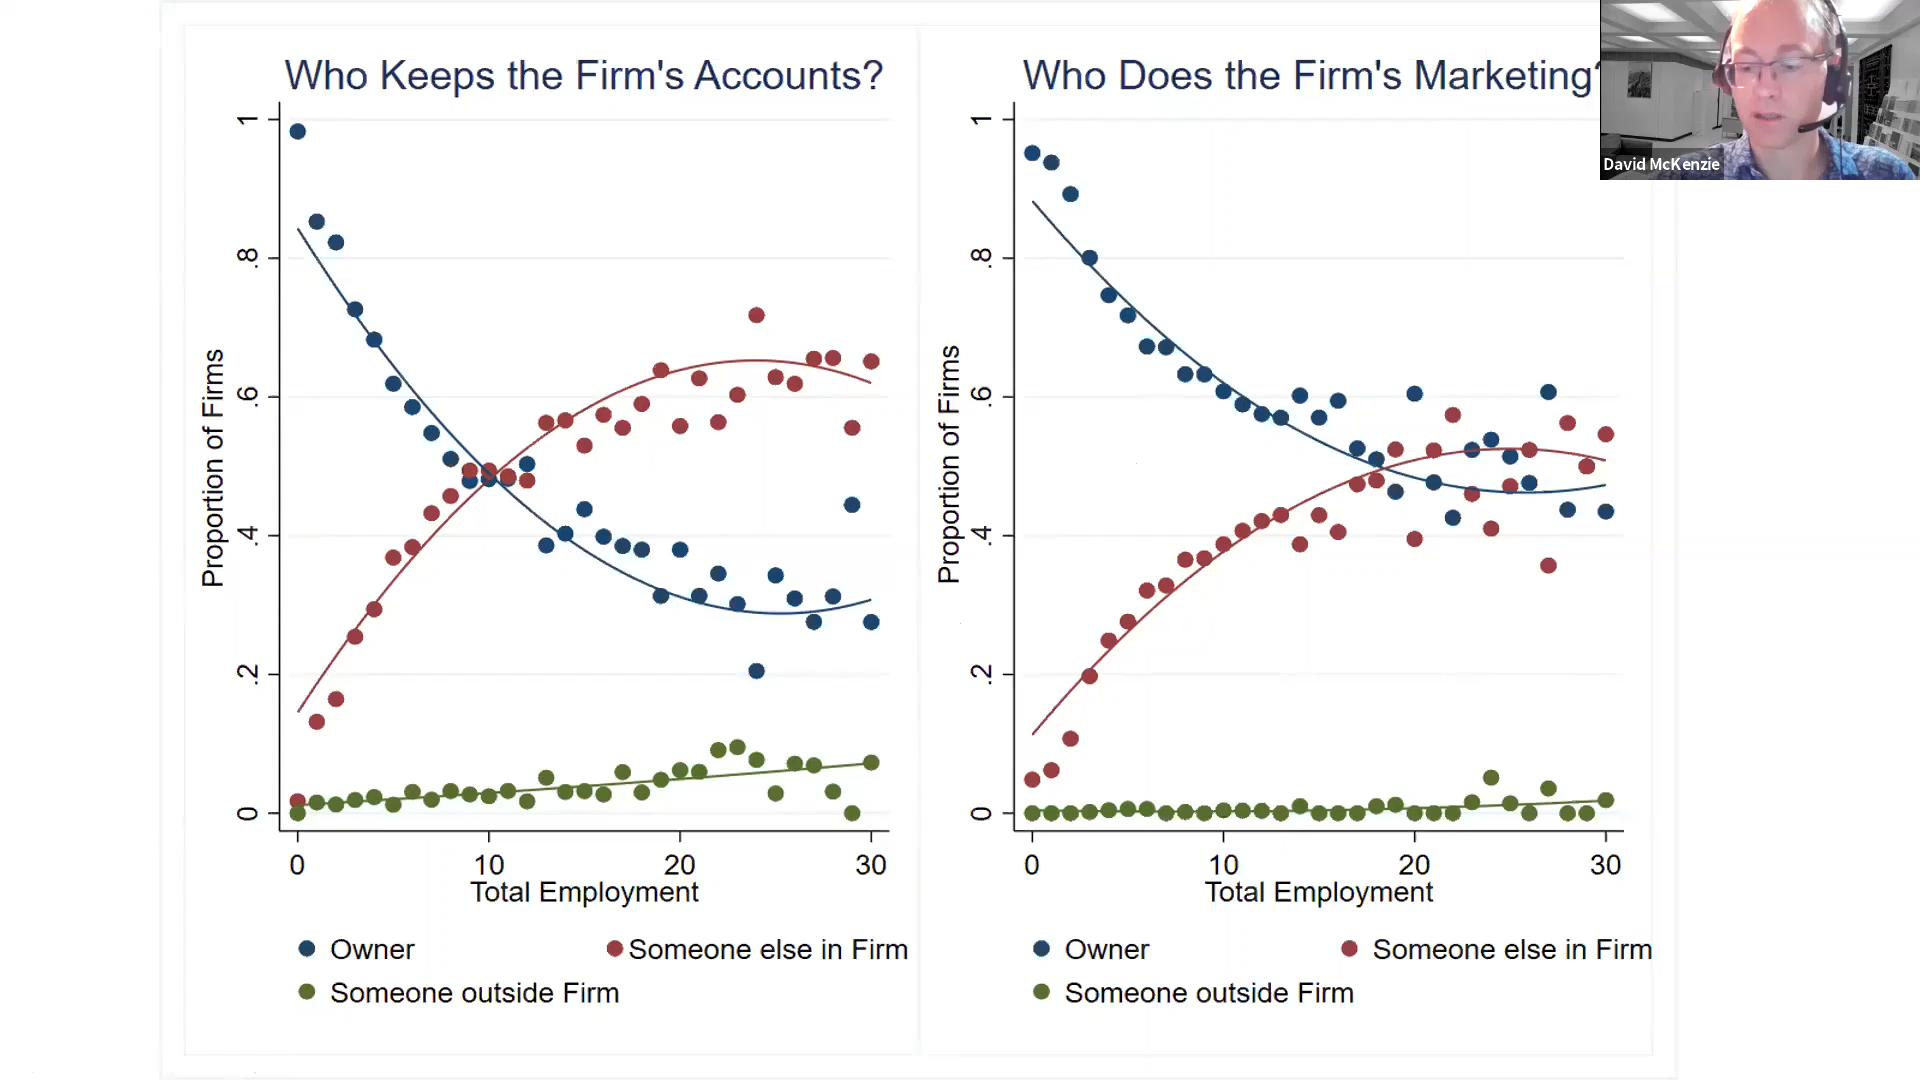 Who Keeps the Firm's Accounts?
1
.8
.6
.4
.2
0
Proportion of Firms
0 10 20 30
Total Employment
Owner
Someone else in Firm
Someone outside Firm
Who Does the Firm's Marketing?
1
.8
.6
.4
.2
0
Proportion of Firms
0 10 20 30
Total Employment
Owner
Someone else in Firm
Someone outside Firm
David McKenzie